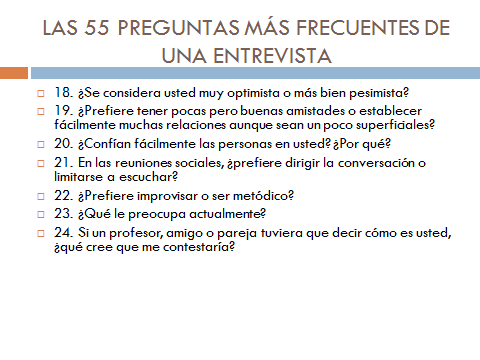 LAS 55 PREGUNTAS MÁS FRECUENTES DE
UNA ENTREVISTA
18. ¿Se considera usted muy optimista o más bien pesimista?
19. ¿Prefiere tener pocas pero buenas amistades o establecer
fácilmente muchas relaciones aunque sean un poco superficiales?
20. ¿Confían fácilmente las personas en usted? ¿Por qué?
21. En las reuniones sociales, ¿prefiere dirigir la conversación o
limitarse a escuchar?
22. ¿Prefiere improvisar o ser metódico?
23. ¿Qué le preocupa actualmente?
24. Si un profesor, amigo o pareja tuviera que decir cómo es usted,
¿qué cree que me contestaría?